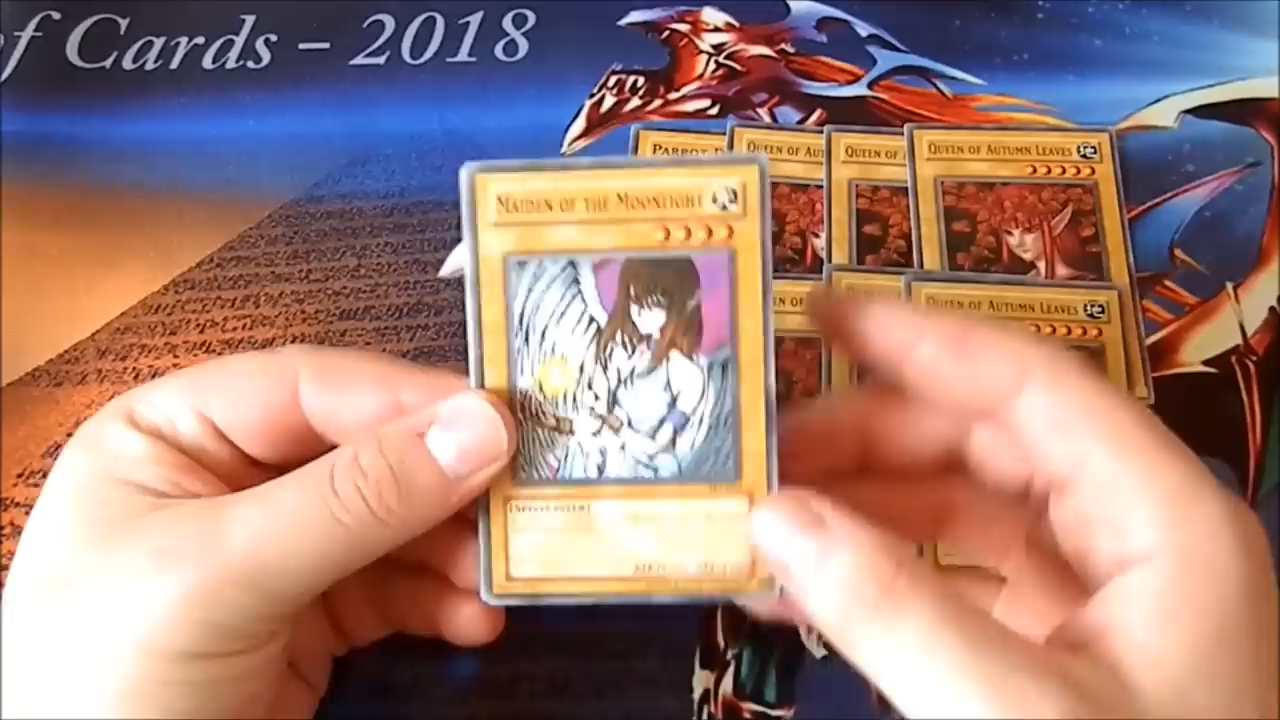 of Cards – 2018
PARROT D
QUEEN OF AUT
QUEEN OF
QUEEN OF AUTUMN LEAVES
MAIDEN OF THE MOONLIGHT
EN OF
QUEEN OF AUTUMN LEAVES